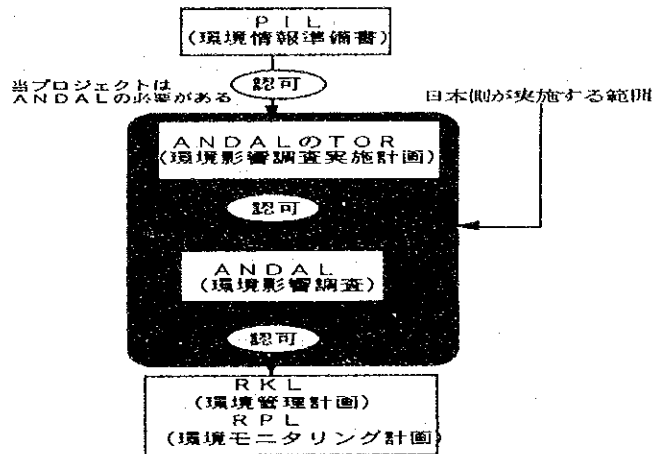 ＰＩＬ
(環境情報準備書)
認可
当プロジェクトは
ＡＮＤＡＬの必要がある
日本側が実施する範囲
ＡＮＤＡＬのＴＯＲ
(環境影響調査実施計画)
認可
ＡＮＤＡＬ
(環境影響調査)
認可
ＲＫＬ
(環境管理計画)
ＲＰＬ
(環境モニタリング計画)